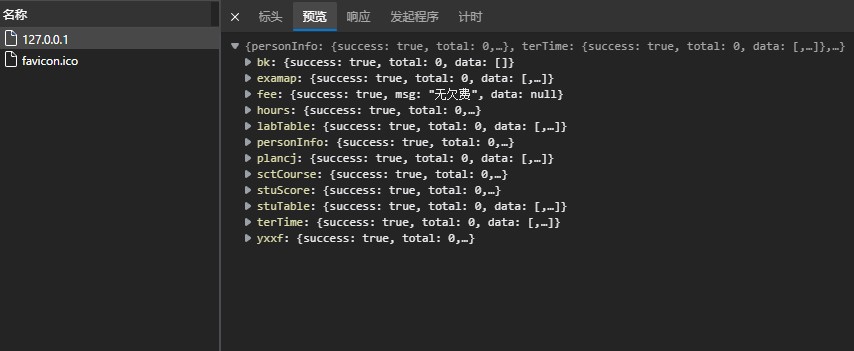 名称
127.0.0.1
favicon.ico
标头 预览 响应 发起程序 计时
{personInfo: {success: true, total: 0,…}, terTime: {success: true, total: 0, data: [,…]},…}
bk: {success: true, total: 0, data: []}
examap: {success: true, total: 0, data: [,…]}
fee: {success: true, msg: "无欠费", data: null}
hours: {success: true, total: 0,…}
labTable: {success: true, total: 0, data: [,…]}
personInfo: {success: true, total: 0,…}
plancj: {success: true, total: 0, data: [,…]}
sctCourse: {success: true, total: 0,…}
stuScore: {success: true, total: 0,…}
stuTable: {success: true, total: 0, data: [,…]}
terTime: {success: true, total: 0, data: [,…]}
yxxf: {success: true, total: 0,…}